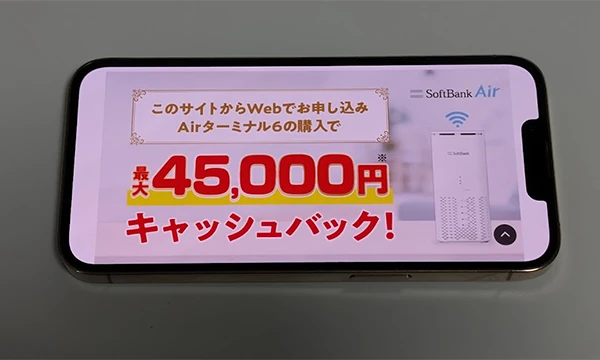 このサイトからWebでお申し込み
Airターミナル6の購入で
最大45,000円※
キャッシュバック!
SoftBank Air
SoftBank